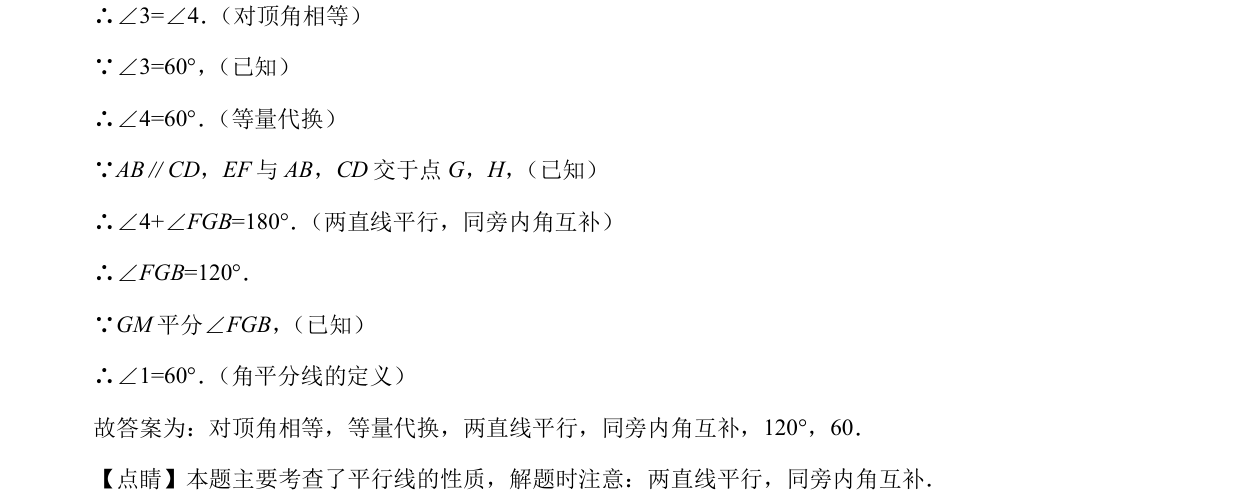 ∴∠3=∠4．（对顶角相等）
∵∠3=60°，（已知）
∴∠4=60°．（等量代换）
∵AB∥CD，EF与AB，CD交于点G，H，（已知）
∴∠4+∠FGB=180°．（两直线平行，同旁内角互补）
∴∠FGB=120°．
∵GM平分∠FGB，（已知）
∴∠1=60°．（角平分线的定义）
故答案为：对顶角相等，等量代换，两直线平行，同旁内角互补，120°，60．
【点睛】本题主要考查了平行线的性质，解题时注意：两直线平行，同旁内角互补．